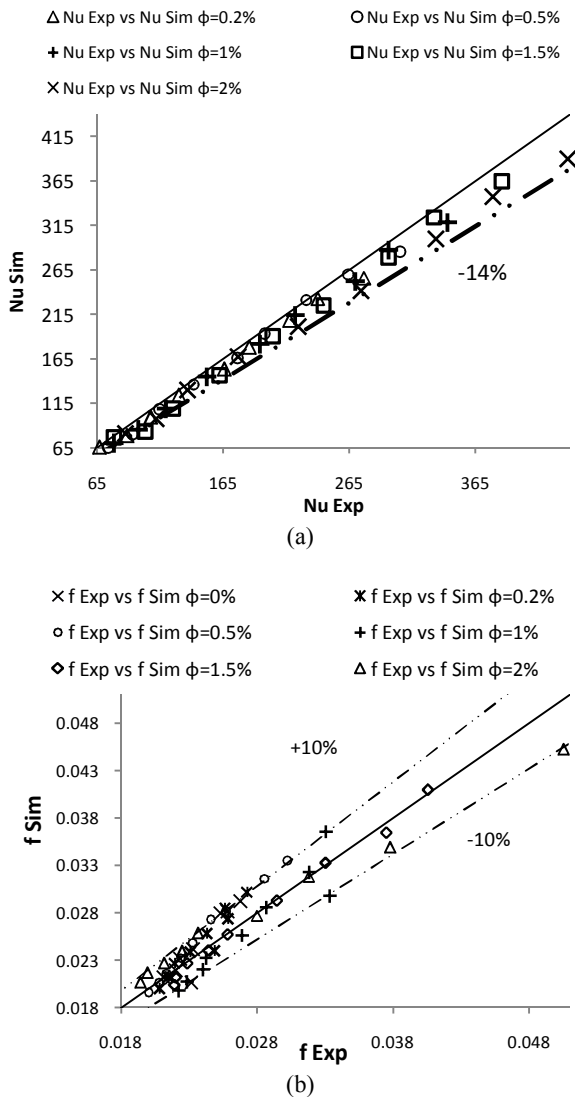 Nu Exp vs Nu Sim ϕ=0.2%
Nu Exp vs Nu Sim ϕ=0.5%
Nu Exp vs Nu Sim ϕ=1%
Nu Exp vs Nu Sim ϕ=1.5%
Nu Exp vs Nu Sim ϕ=2%
415
365
315
265
215
165
115
65
Nu Sim
-14%
65 165 265 365
Nu Exp
(a)
f Exp vs f Sim ϕ=0%
f Exp vs f Sim ϕ=0.2%
f Exp vs f Sim ϕ=0.5%
f Exp vs f Sim ϕ=1%
f Exp vs f Sim ϕ=1.5%
f Exp vs f Sim ϕ=2%
0.048
0.043
0.038
0.033
0.028
0.023
0.018
f Sim
+10%
-10%
0.018 0.028 0.038 0.048
f Exp
(b)